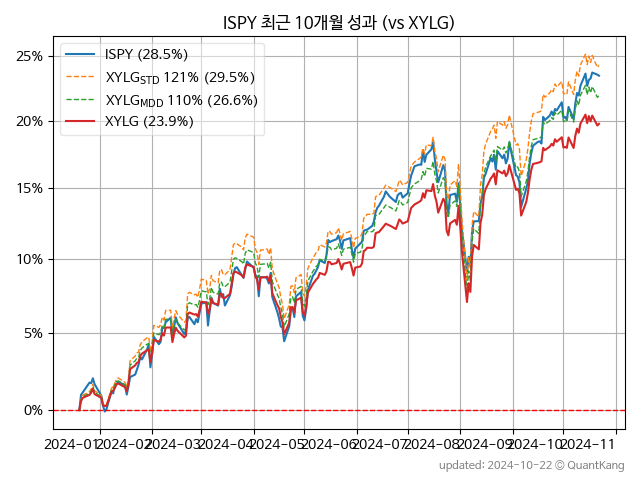 ISPY 최근 10개월 성과 (vs XYLG)
ISPY (28.5%)
XYLGSTD 121% (29.5%)
XYLGMDD 110% (26.6%)
XYLG (23.9%)
25%
20%
15%
10%
5%
0%
2024-01 2024-02 2024-03 2024-04 2024-05 2024-06 2024-07 2024-08 2024-09 2024-10 2024-11
updated: 2024-10-22 © QuantKang